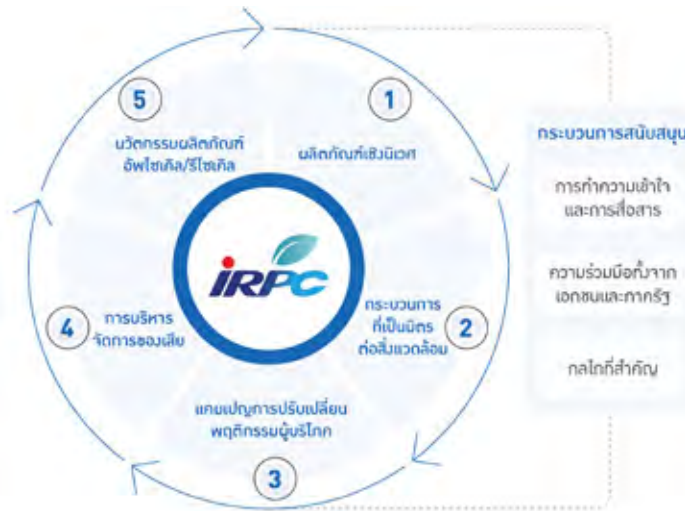 5
1
นวัตกรรมผลิตภัณฑ์
อัพไซเคิล/รีไซเคิล
ผลิตภัณฑ์เชิงนิเวศ
IRPC
4
การบริหาร
จัดการของเสีย
กระบวนการ
ที่เป็นมิตร
ต่อสิ่งแวดล้อม
2
แคมเปญการปรับเปลี่ยน
พฤติกรรมผู้บริโภค
3
กระบวนการสนับสนุน
การทำความเข้าใจ
และการสื่อสาร
ความร่วมมือทั้งจาก
เอกชนและภาครัฐ
กลไกที่สำคัญ